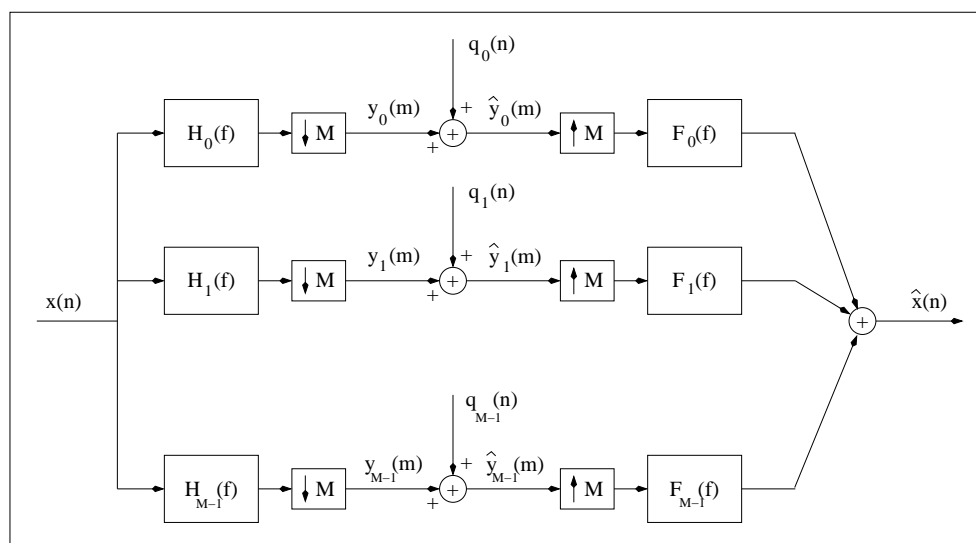 q_0(n)
H_0(f) ↓ M y_0(m) + + + ŷ_0(m) ↑ M F_0(f)
q_1(n)
H_1(f) ↓ M y_1(m) + + + ŷ_1(m) ↑ M F_1(f)
x(n) + x̂(n)
q_{M-1}(n)
H_{M-1}(f) ↓ M y_{M-1}(m) + + + ŷ_{M-1}(m) ↑ M F_{M-1}(f)